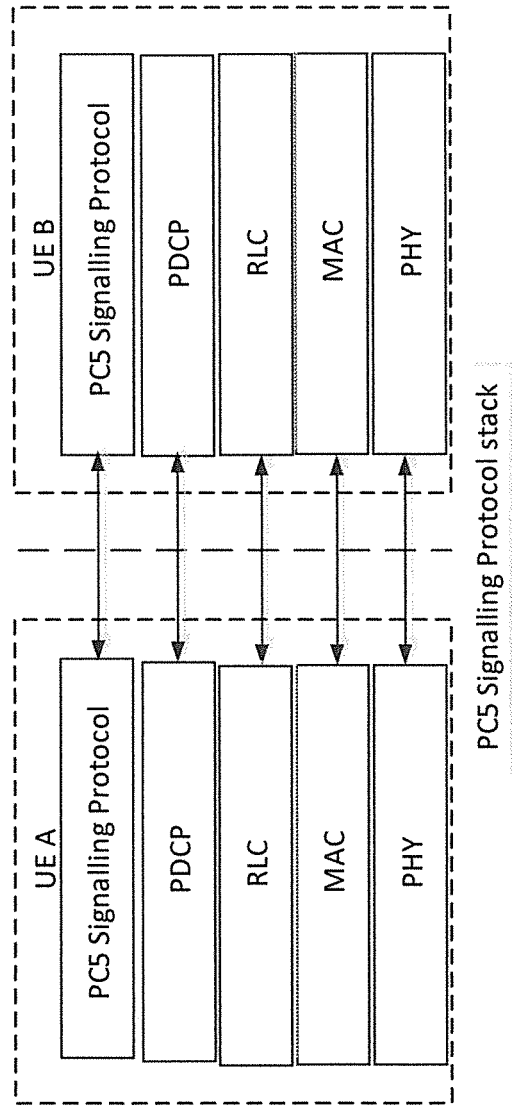 UE A
PC5 Signalling Protocol
PDCP
RLC
MAC
PHY
UE B
PC5 Signalling Protocol
PDCP
RLC
MAC
PHY
PC5 Signalling Protocol stack